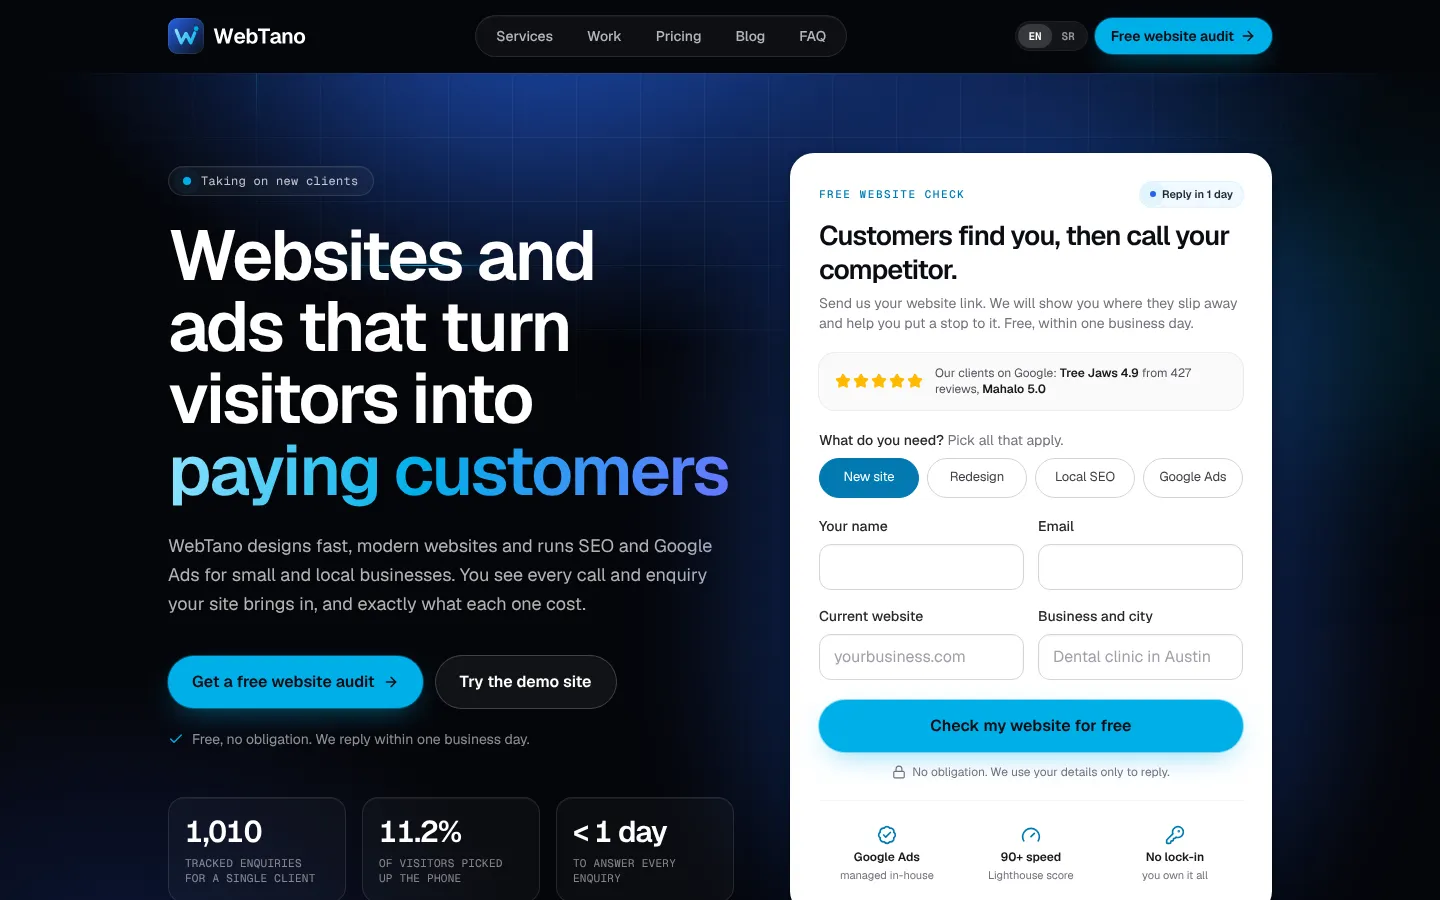 WebTano
Services
Work
Pricing
Blog
FAQ
EN
SR
Free website audit
Taking on new clients
Websites and
ads that turn
visitors into
paying customers
WebTano designs fast, modern websites and runs SEO and Google
Ads for small and local businesses. You see every call and enquiry
your site brings in, and exactly what each one cost.
Get a free website audit
Try the demo site
Free, no obligation. We reply within one business day.
1,010
TRACKED ENQUIRIES
FOR A SINGLE CLIENT
11.2%
OF VISITORS PICKED
UP THE PHONE
< 1 day
TO ANSWER EVERY
ENQUIRY
FREE WEBSITE CHECK
Reply in 1 day
Customers find you, then call your
competitor.
Send us your website link. We will show you where they slip away
and help you put a stop to it. Free, within one business day.
Our clients on Google: Tree Jaws 4.9 from 427
reviews, Mahalo 5.0
What do you need? Pick all that apply.
New site
Redesign
Local SEO
Google Ads
Your name
Email
Current website
Business and city
yourbusiness.com
Dental clinic in Austin
Check my website for free
No obligation. We use your details only to reply.
Google Ads
managed in-house
90+ speed
Lighthouse score
No lock-in
you own it all